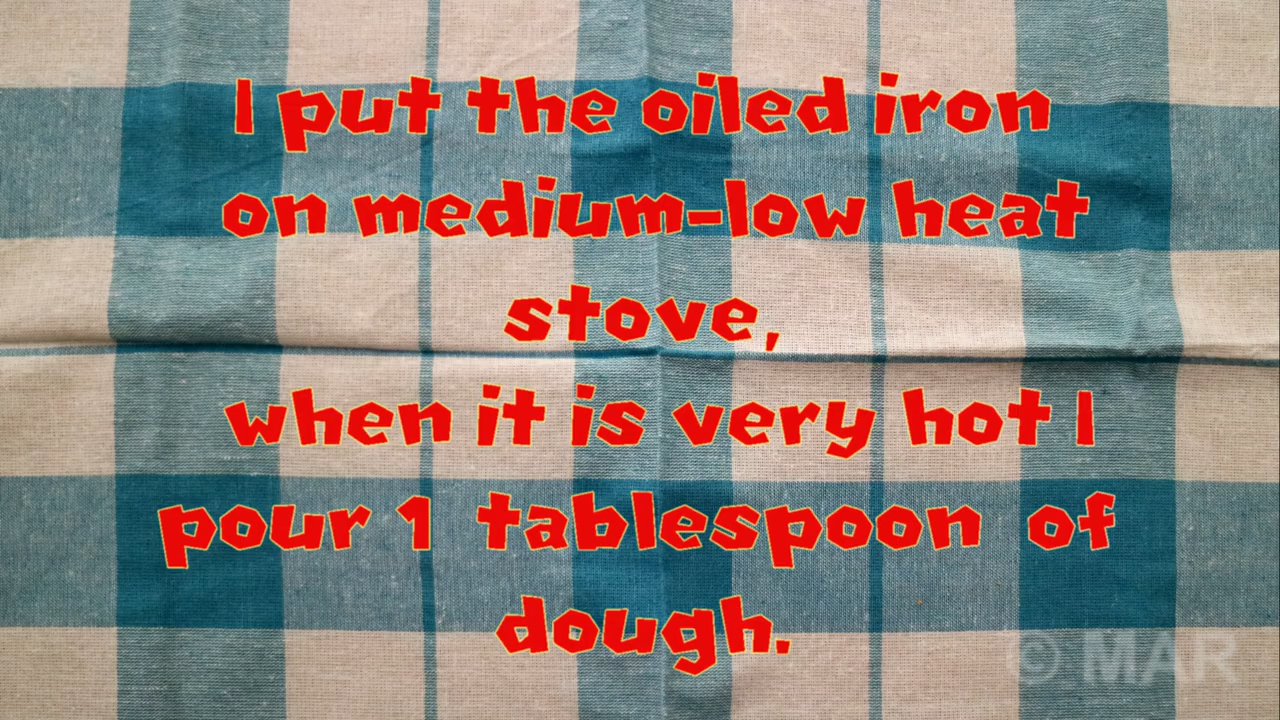 I put the oiled iron
on medium-low heat
stove,
when it is very hot I
pour 1 tablespoon of
dough.
© MAR